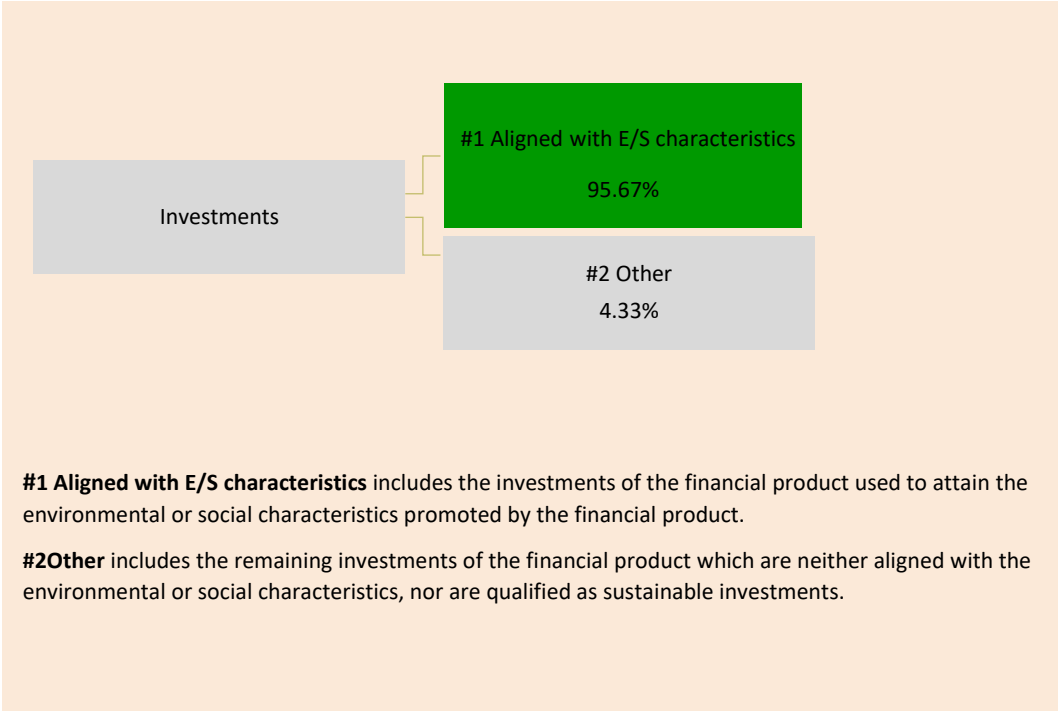 #1 Aligned with E/S characteristics
95.67%
Investments
#2 Other
4.33%
#1 Aligned with E/S characteristics includes the investments of the financial product used to attain the
environmental or social characteristics promoted by the financial product.
#2Other includes the remaining investments of the financial product which are neither aligned with the
environmental or social characteristics, nor are qualified as sustainable investments.